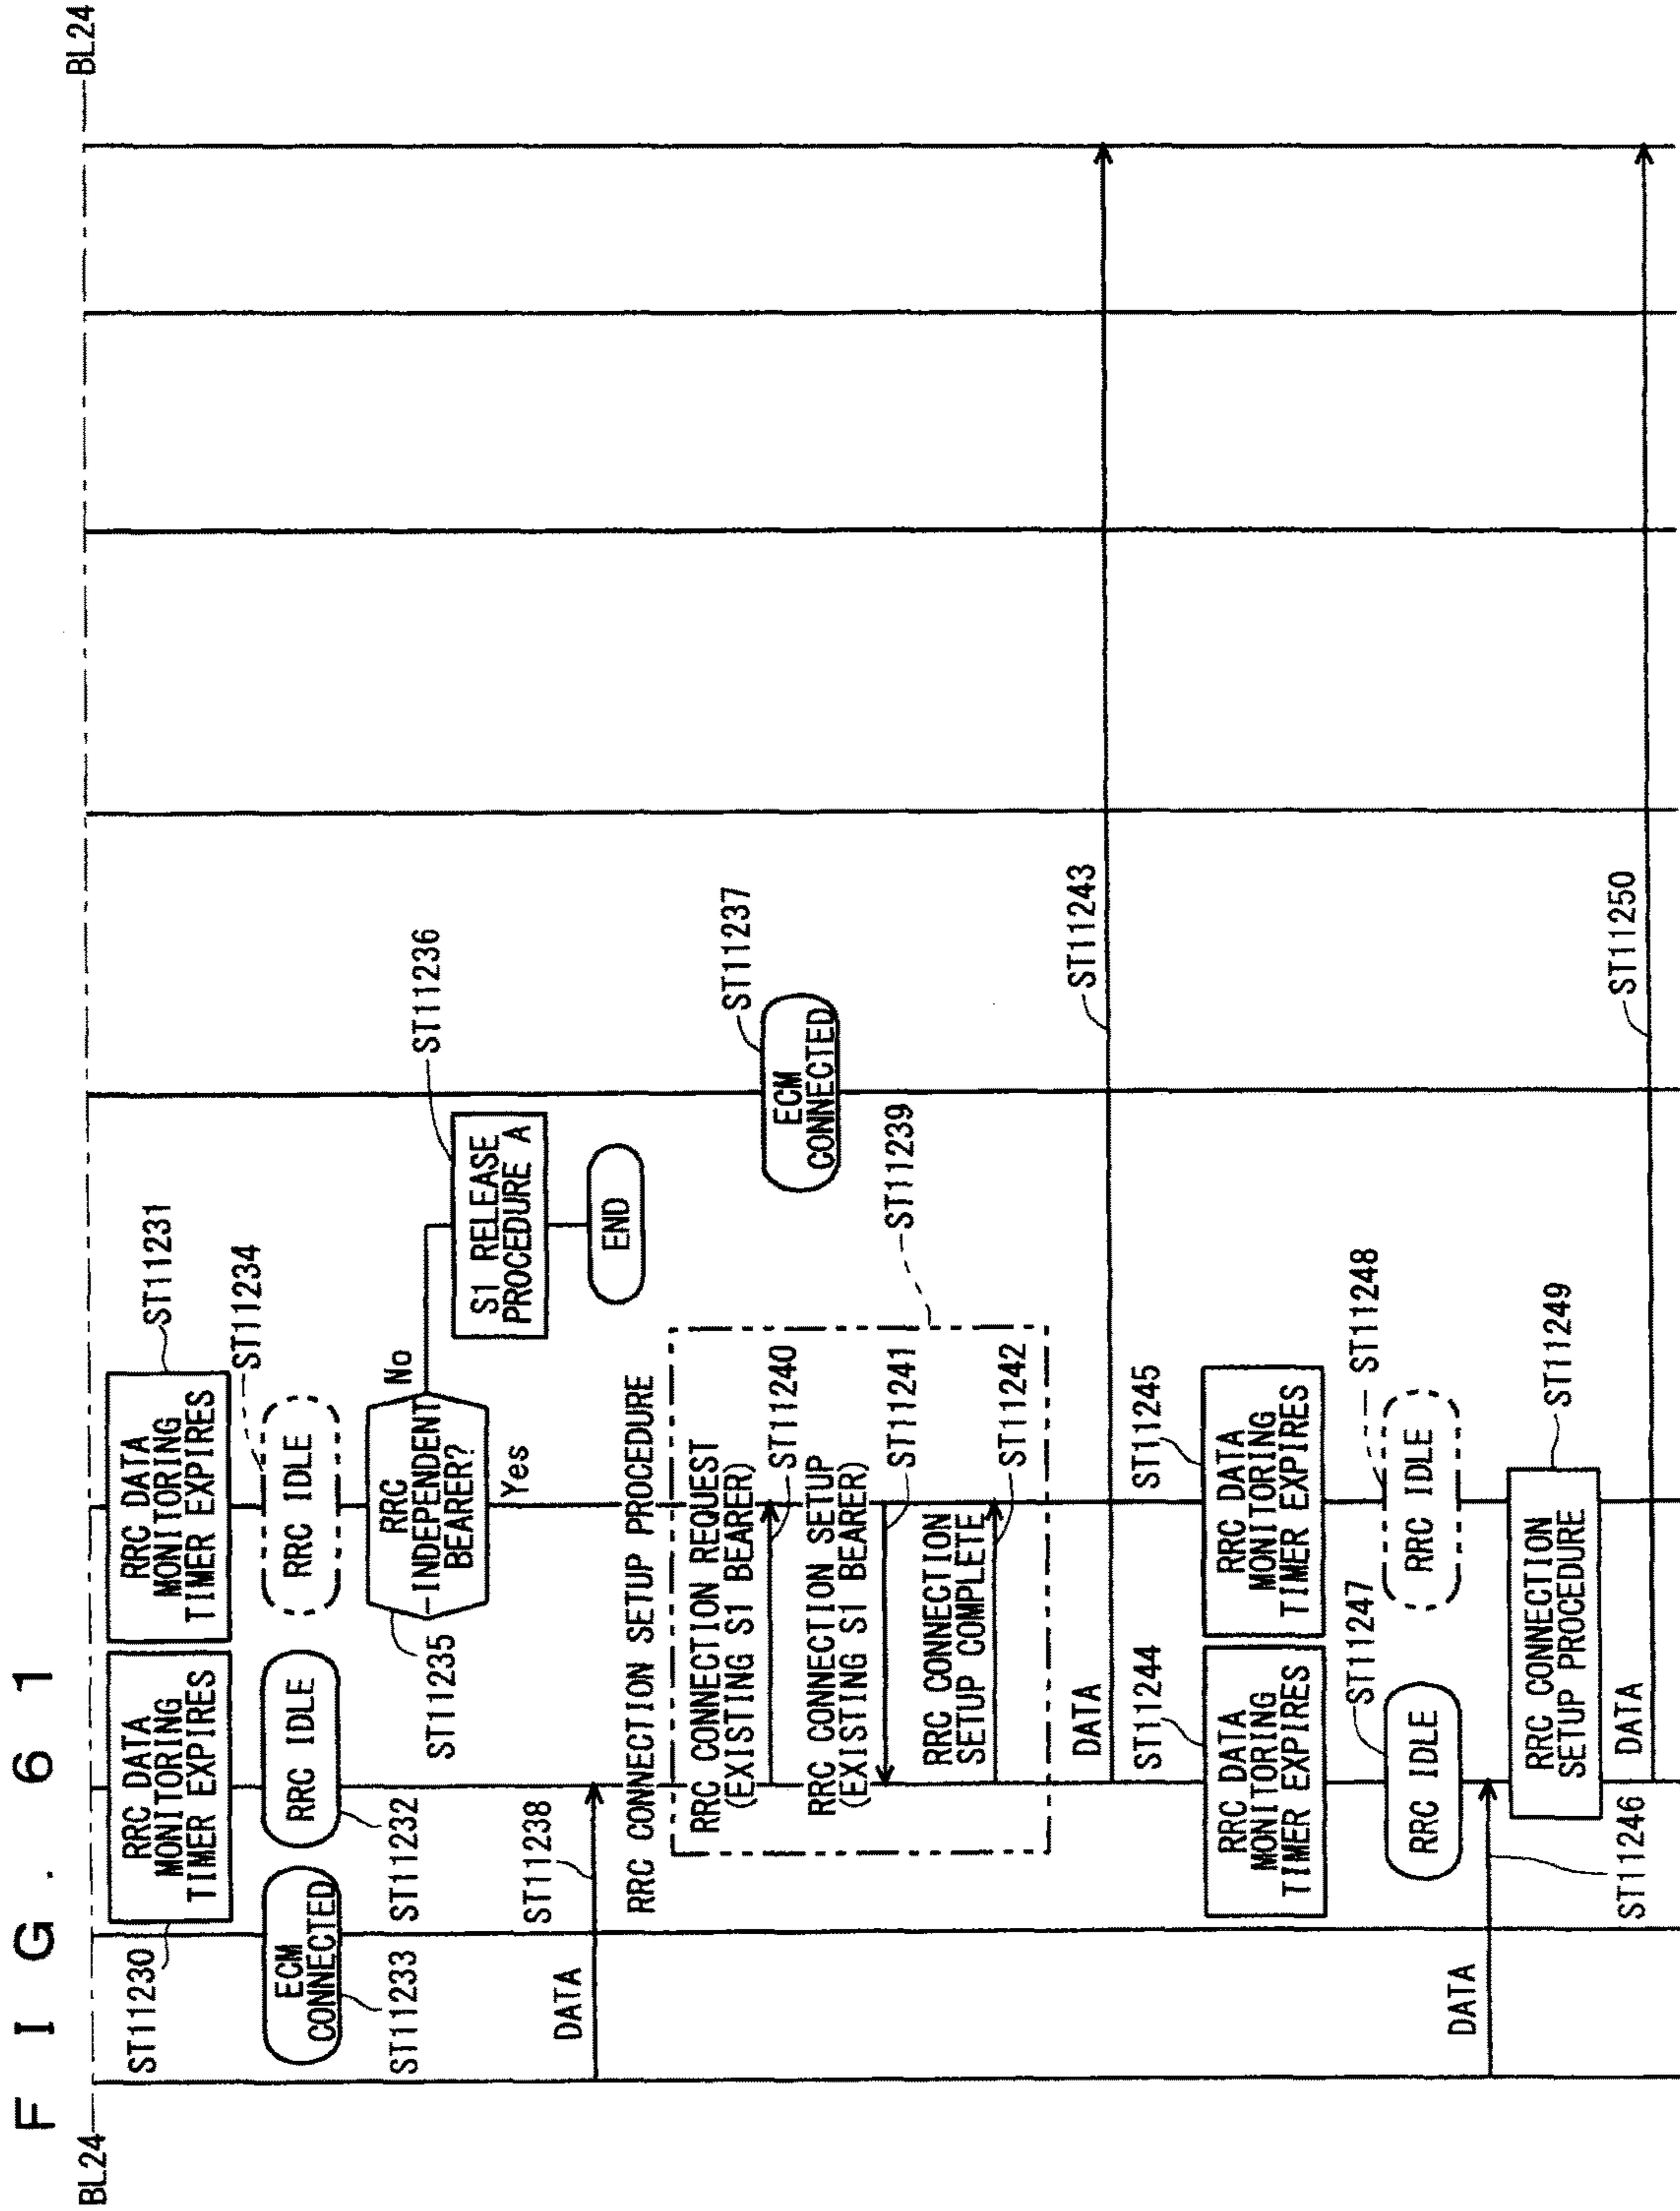 FIG. 61
BL24
BL24
ST11230
RRC DATA
MONITORING
TIMER EXPIRES
RRC DATA
MONITORING
TIMER EXPIRES
ST11231
ECM
CONNECTED
RRC IDLE
RRC IDLE
ST11234
ST11233
ST11232
ST11235
RRC
INDEPENDENT
BEARER?
No
Yes
ST11236
S1 RELEASE
PROCEDURE A
END
DATA
ST11238
RRC CONNECTION SETUP PROCEDURE
RRC CONNECTION REQUEST
(EXISTING S1 BEARER)
ST11240
ECM
CONNECTED
ST11237
RRC CONNECTION SETUP
(EXISTING S1 BEARER)
ST11241
ST11239
RRC CONNECTION
SETUP COMPLETE
ST11242
DATA
ST11243
ST11244
ST11245
RRC DATA
MONITORING
TIMER EXPIRES
RRC DATA
MONITORING
TIMER EXPIRES
ST11247
ST11248
RRC IDLE
RRC IDLE
DATA
ST11246
RRC CONNECTION
SETUP PROCEDURE
ST11249
DATA
ST11250